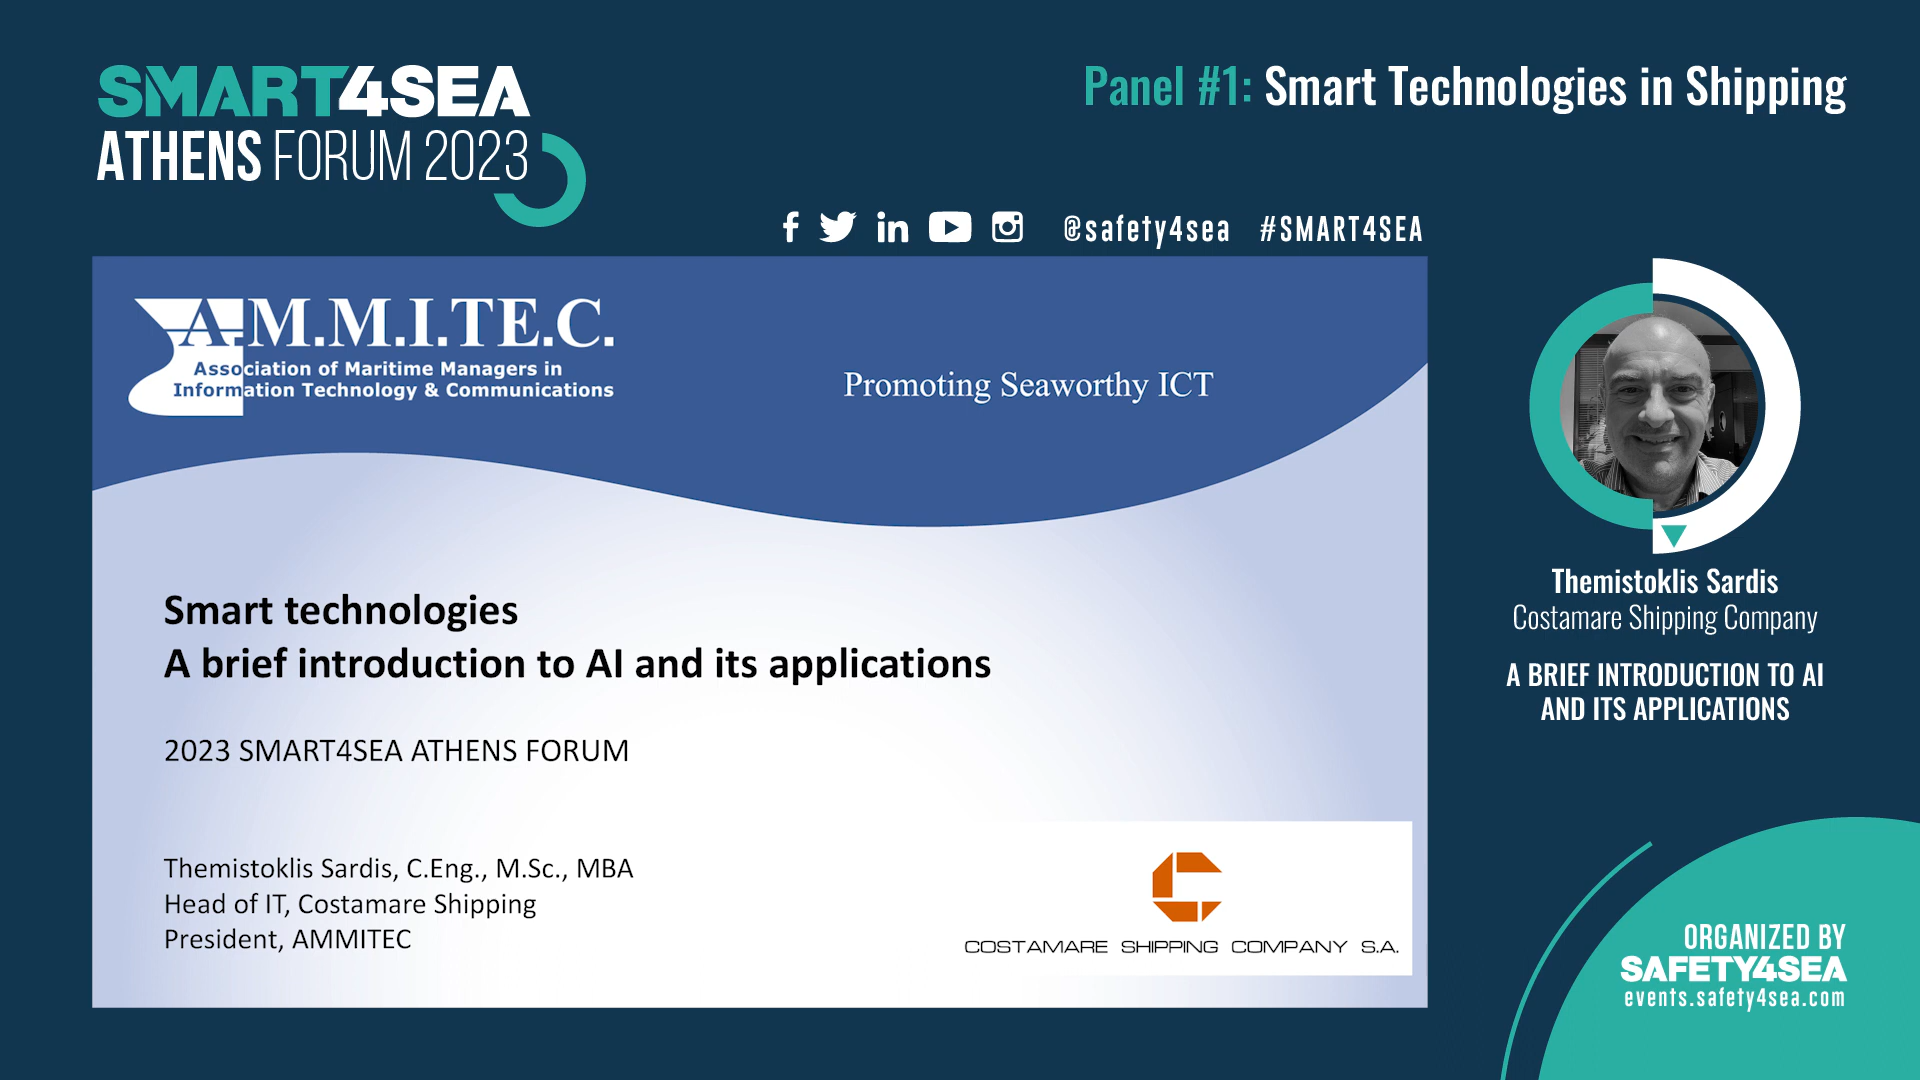 SMART4SEA
ATHENS FORUM 2023
Panel #1: Smart Technologies in Shipping
@safety4sea #SMART4SEA
A.M.M.I.TE.C.
Association of Maritime Managers in
Information Technology & Communications
Promoting Seaworthy ICT
Smart technologies
A brief introduction to AI and its applications
2023 SMART4SEA ATHENS FORUM
Themistoklis Sardis, C.Eng., M.Sc., MBA
Head of IT, Costamare Shipping
President, AMMITEC
COSTAMARE SHIPPING COMPANY S.A.
Themistoklis Sardis
Costamare Shipping Company
A BRIEF INTRODUCTION TO AI
AND ITS APPLICATIONS
ORGANIZED BY
SAFETY4SEA
events.safety4sea.com